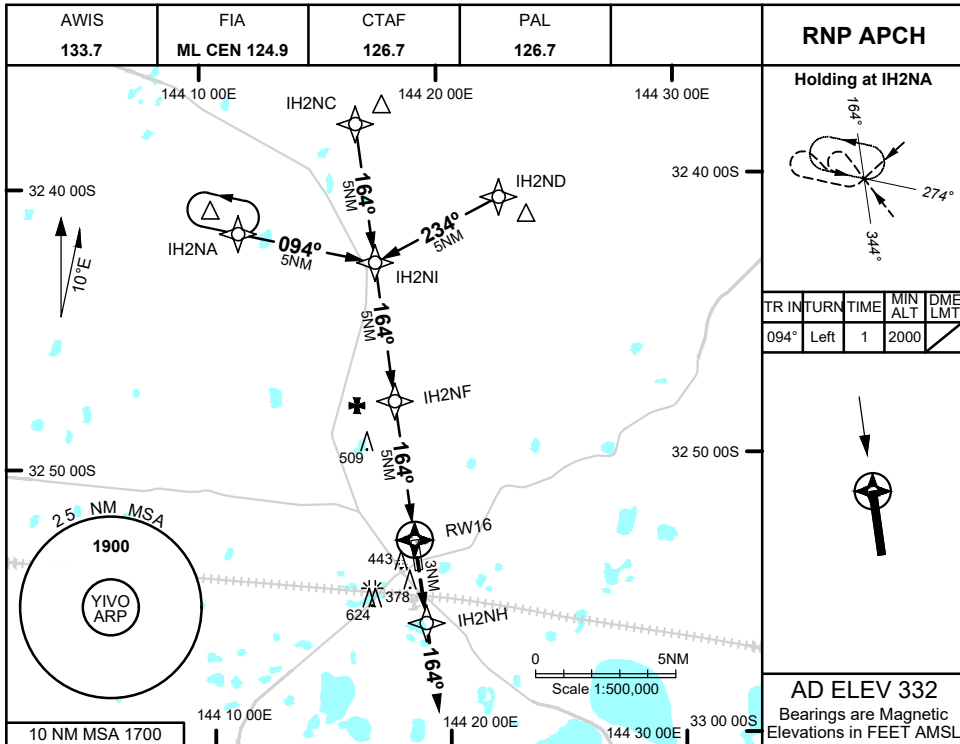 AWIS
133.7
FIA
ML CEN 124.9
CTAF
126.7
PAL
126.7
RNP APCH
144 10 00E
144 20 00E
144 30 00E
Holding at IH2NA
164°
274°
344°
IH2NC
32 40 00S
32 40 00S
164°
5NM
IH2ND
234°
5NM
IH2NA
094°
5NM
IH2NI
10°E
TR IN TURN TIME MIN ALT DME LMT
094° Left 1 2000
164°
5NM
IH2NF
509
164°
5NM
32 50 00S
32 50 00S
25 NM MSA
1900
YIVO
ARP
RW16
443
3NM
378
624
IH2NH
164°
0 5NM
Scale 1:500,000
144 10 00E
144 20 00E
144 30 00E
33 00 00S
10 NM MSA 1700
AD ELEV 332
Bearings are Magnetic
Elevations in FEET AMSL